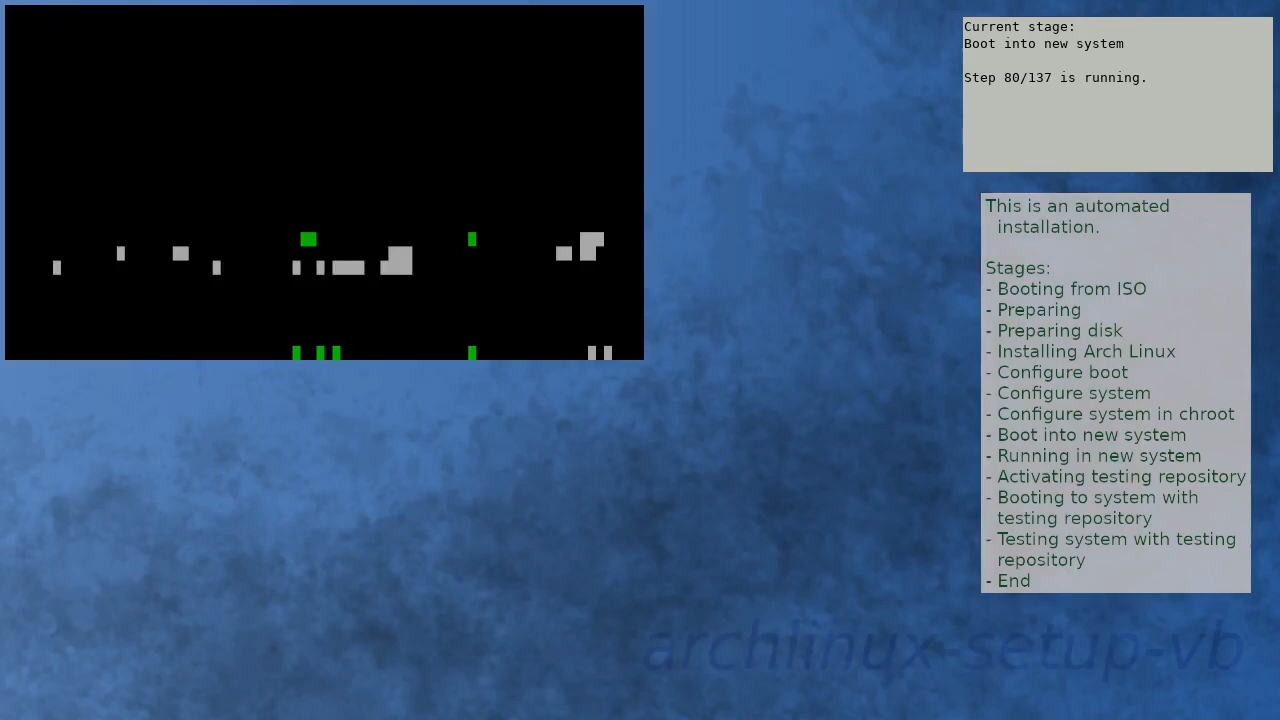 Current stage:
Boot into new system
Step 80/137 is running.
This is an automated
installation.
Stages:
- Booting from ISO
- Preparing
- Preparing disk
- Installing Arch Linux
- Configure boot
- Configure system
- Configure system in chroot
- Boot into new system
- Running in new system
- Activating testing repository
- Booting to system with
testing repository
- Testing system with testing
repository
- End
archlinux-setup-vb